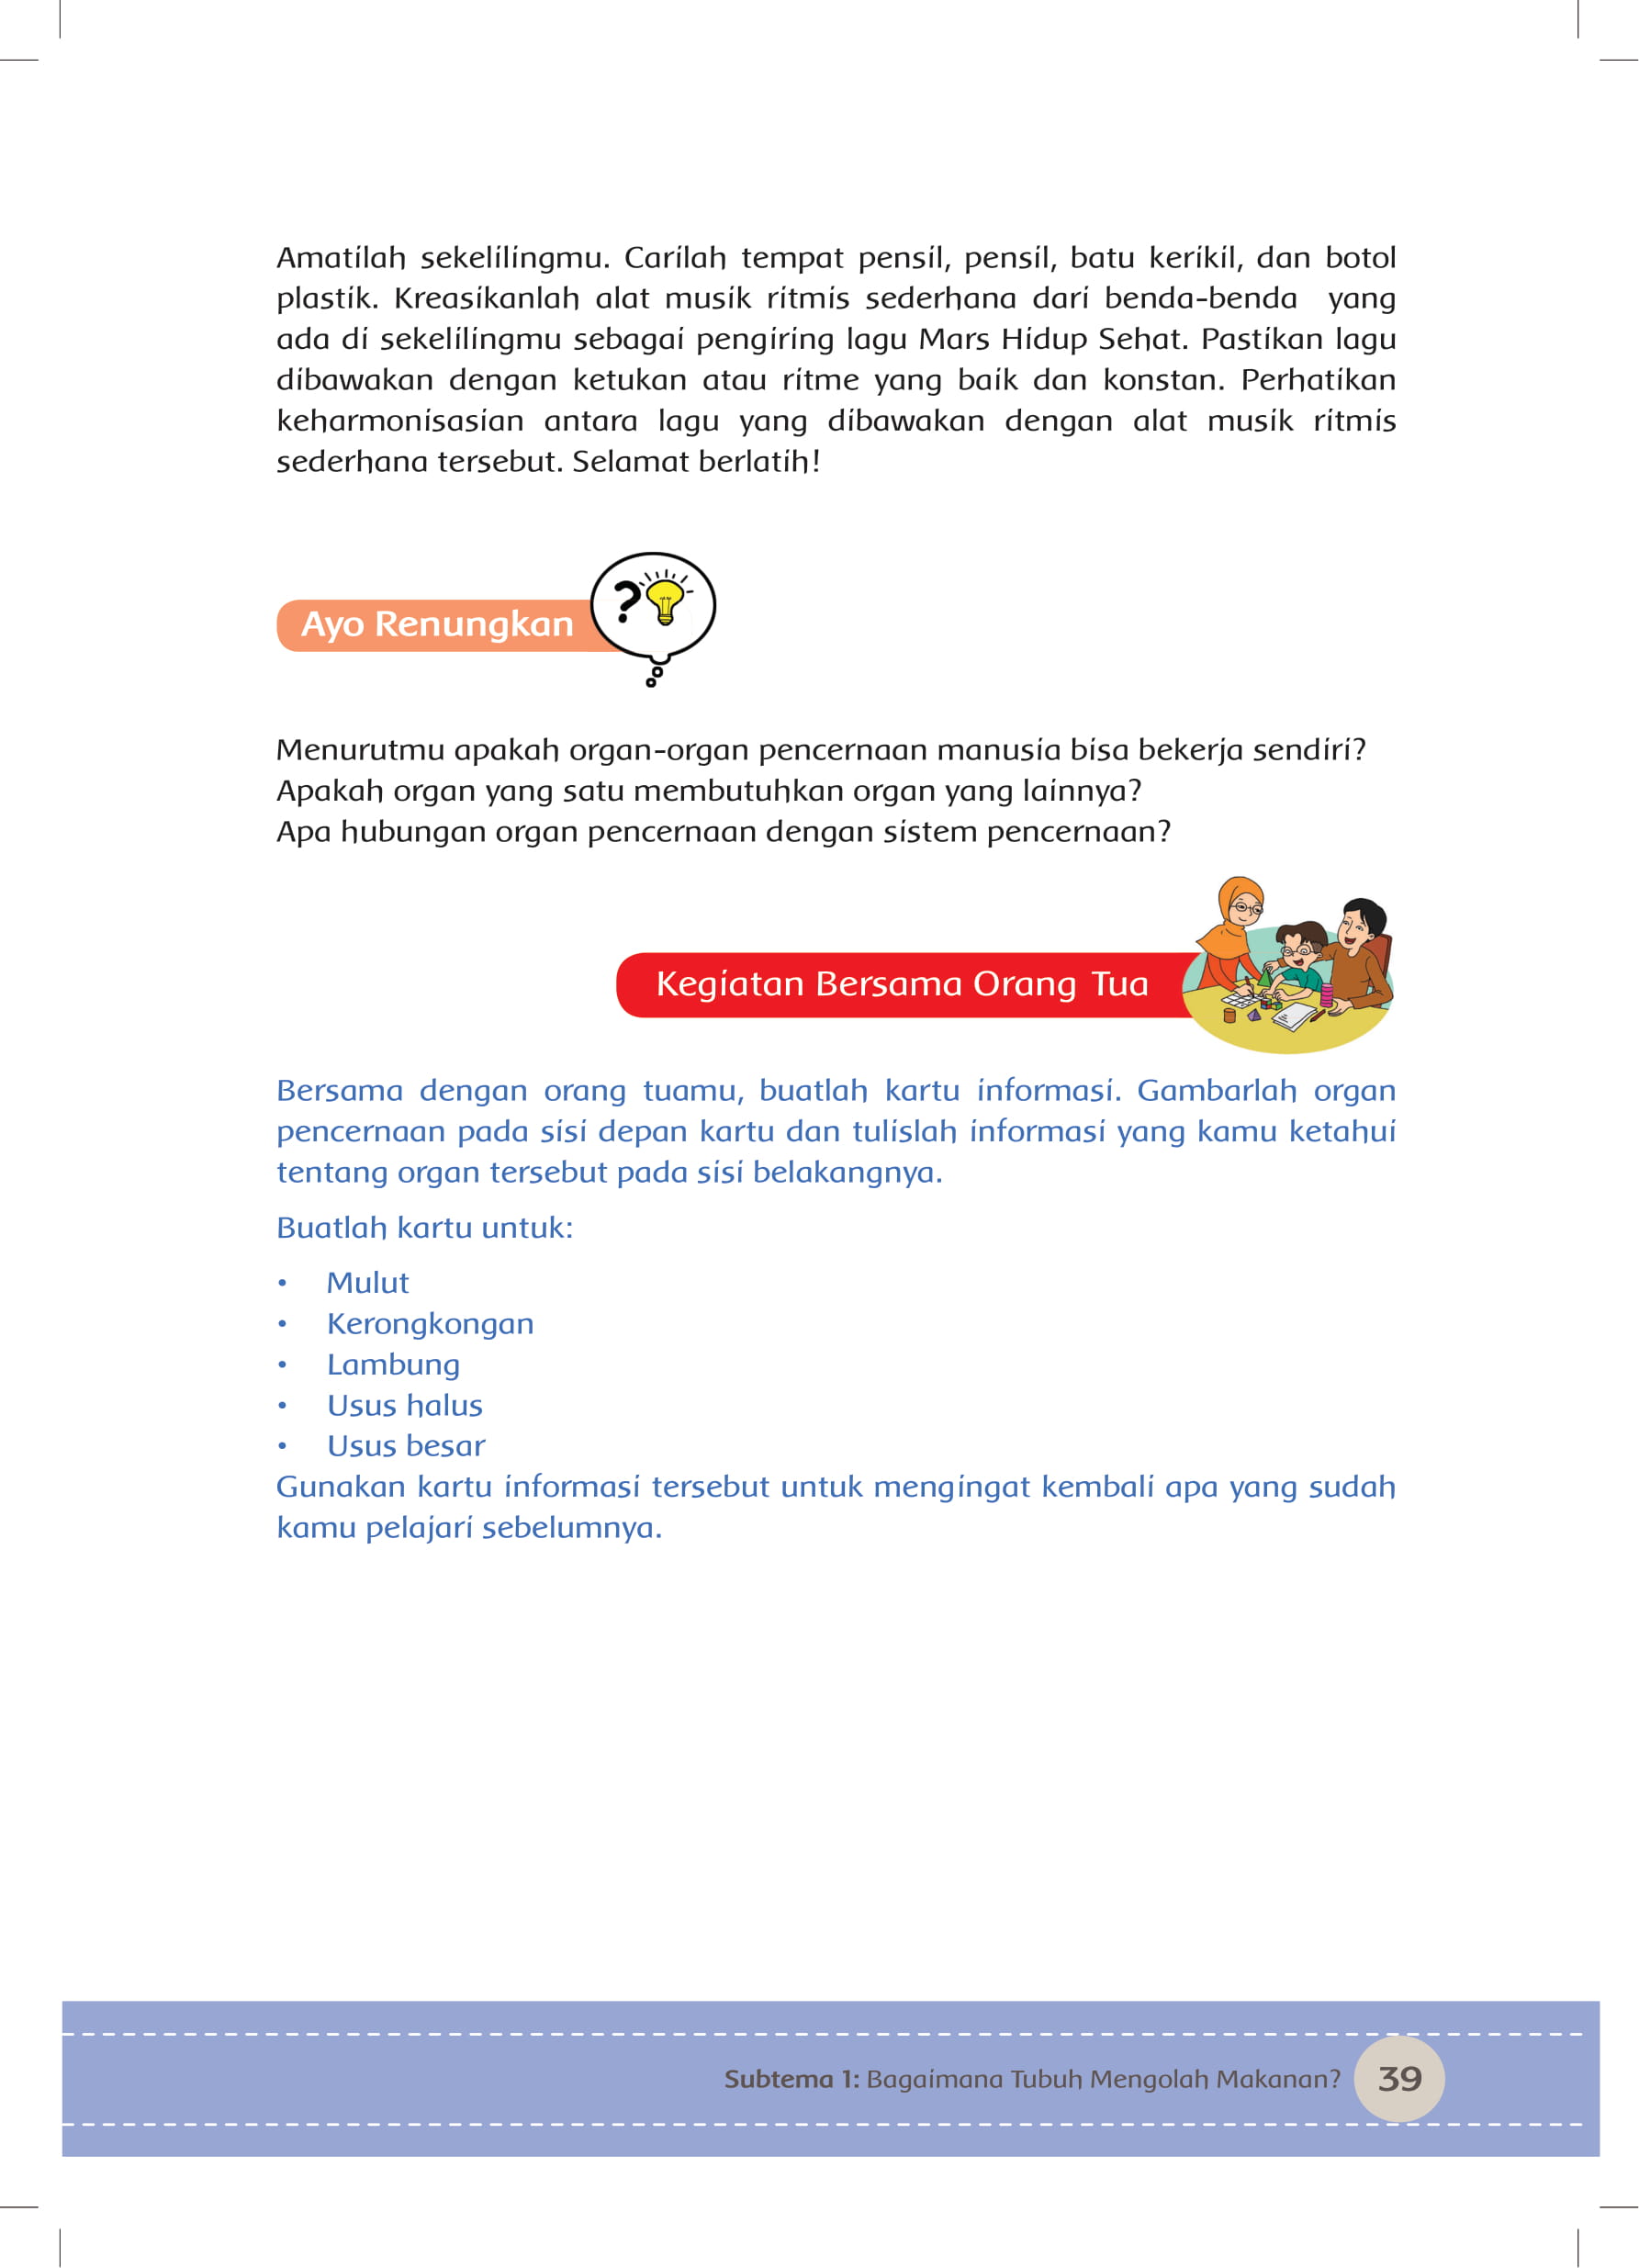 Amatilah sekelilingmu. Carilah tempat pensil, pensil, batu kerikil, dan botol
plastik. Kreasikanlah alat musik ritmis sederhana dari benda-benda yang
ada di sekelilingmu sebagai pengiring lagu Mars Hidup Sehat. Pastikan lagu
dibawakan dengan ketukan atau ritme yang baik dan konstan. Perhatikan
keharmonisasian antara lagu yang dibawakan dengan alat musik ritmis
sederhana tersebut. Selamat berlatih!
?
Ayo Renungkan
Menurutmu apakah organ-organ pencernaan manusia bisa bekerja sendiri?
Apakah organ yang satu membutuhkan organ yang lainnya?
Apa hubungan organ pencernaan dengan sistem pencernaan?
Kegiatan Bersama Orang Tua
Bersama dengan orang tuamu, buatlah kartu informasi. Gambarlah organ
pencernaan pada sisi depan kartu dan tulislah informasi yang kamu ketahui
tentang organ tersebut pada sisi belakangnya.
Buatlah kartu untuk:
• Mulut
• Kerongkongan
• Lambung
• Usus halus
• Usus besar
Gunakan kartu informasi tersebut untuk mengingat kembali apa yang sudah
kamu pelajari sebelumnya.
Subtema 1: Bagaimana Tubuh Mengolah Makanan? 39